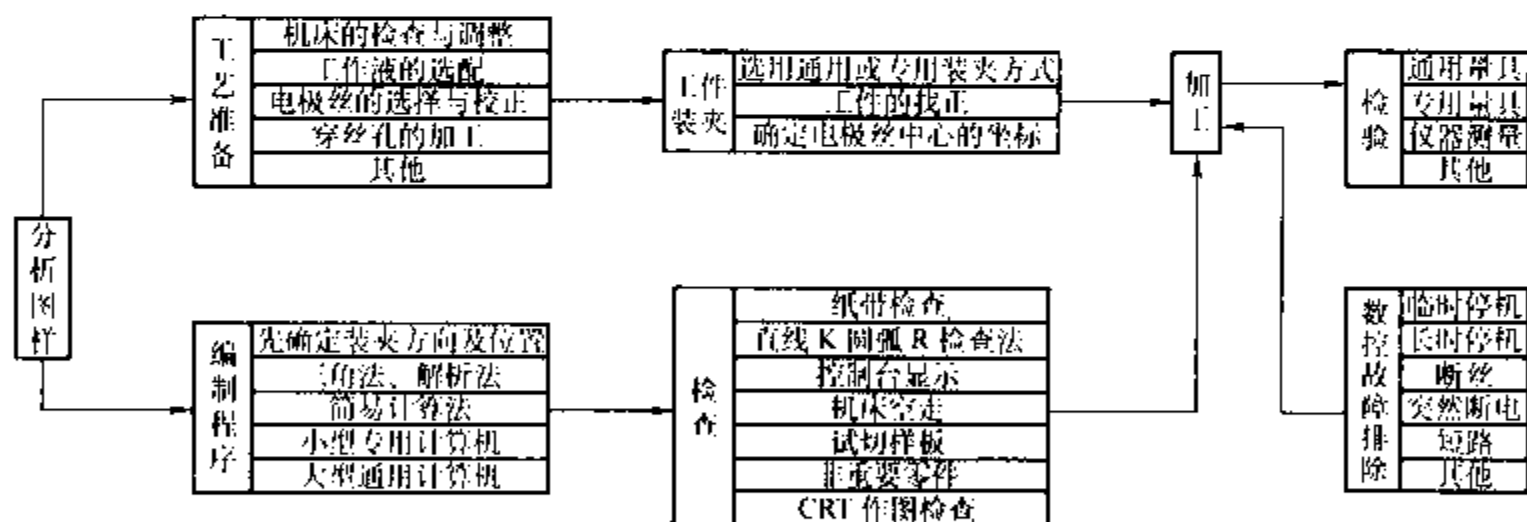 分析图样
工艺准备
机床的检查与调整
工作液的选配
电极丝的选择与校正
穿丝孔的加工
其他
工件装夹
选用通用或专用装夹方式
工件的找正
确定电极丝中心的坐标
加工
检验
通用量具
专用量具
仪器测量
其他
编制程序
先确定装夹方向及位置
三角法、解析法
简易计算法
小型专用计算机
大型通用计算机
检查
纸带检查
直线 K 圆弧 R 检查法
控制台显示
机床空走
试切样板
非重要零件
CRT 作图检查
数控故障排除
临时停机
长时停机
断丝
突然断电
短路
其他